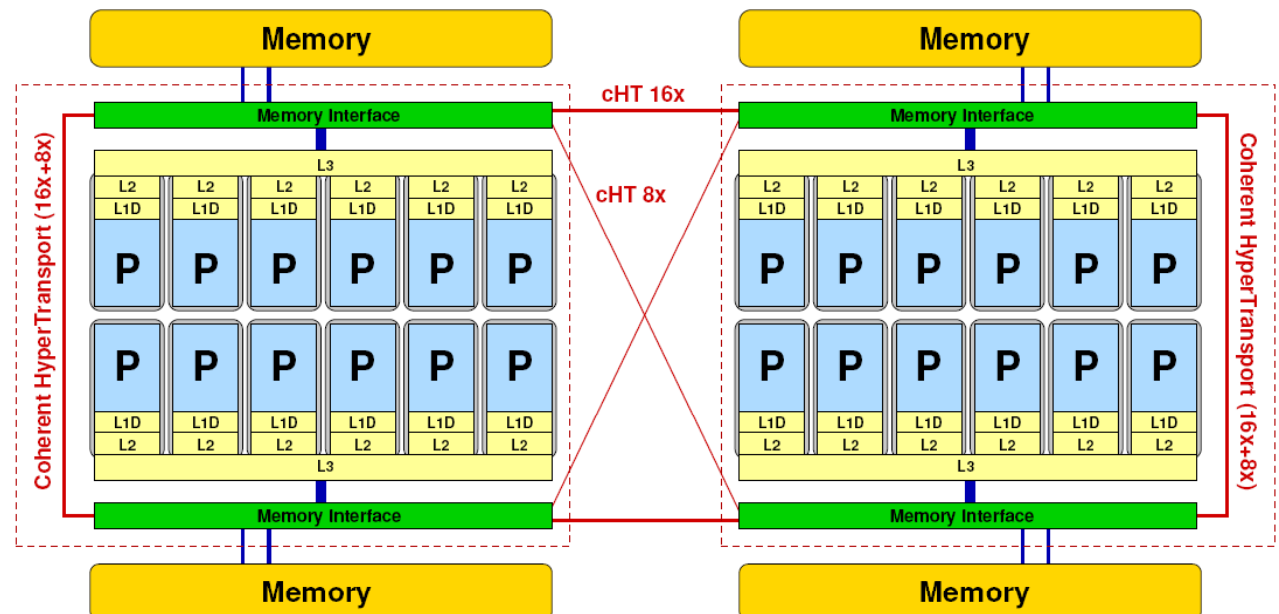 Memory
Memory
cHT 16x
Memory Interface
Memory Interface
Coherent HyperTransport (16x+8x)
Coherent HyperTransport (16x+8x)
L3
L3
cHT 8x
L2 L2 L2 L2 L2 L2
L2 L2 L2 L2 L2 L2
L1D L1D L1D L1D L1D L1D
L1D L1D L1D L1D L1D L1D
P P P P P P
P P P P P P
P P P P P P
P P P P P P
L1D L1D L1D L1D L1D L1D
L1D L1D L1D L1D L1D L1D
L2 L2 L2 L2 L2 L2
L2 L2 L2 L2 L2 L2
L3
L3
Memory Interface
Memory Interface
Memory
Memory